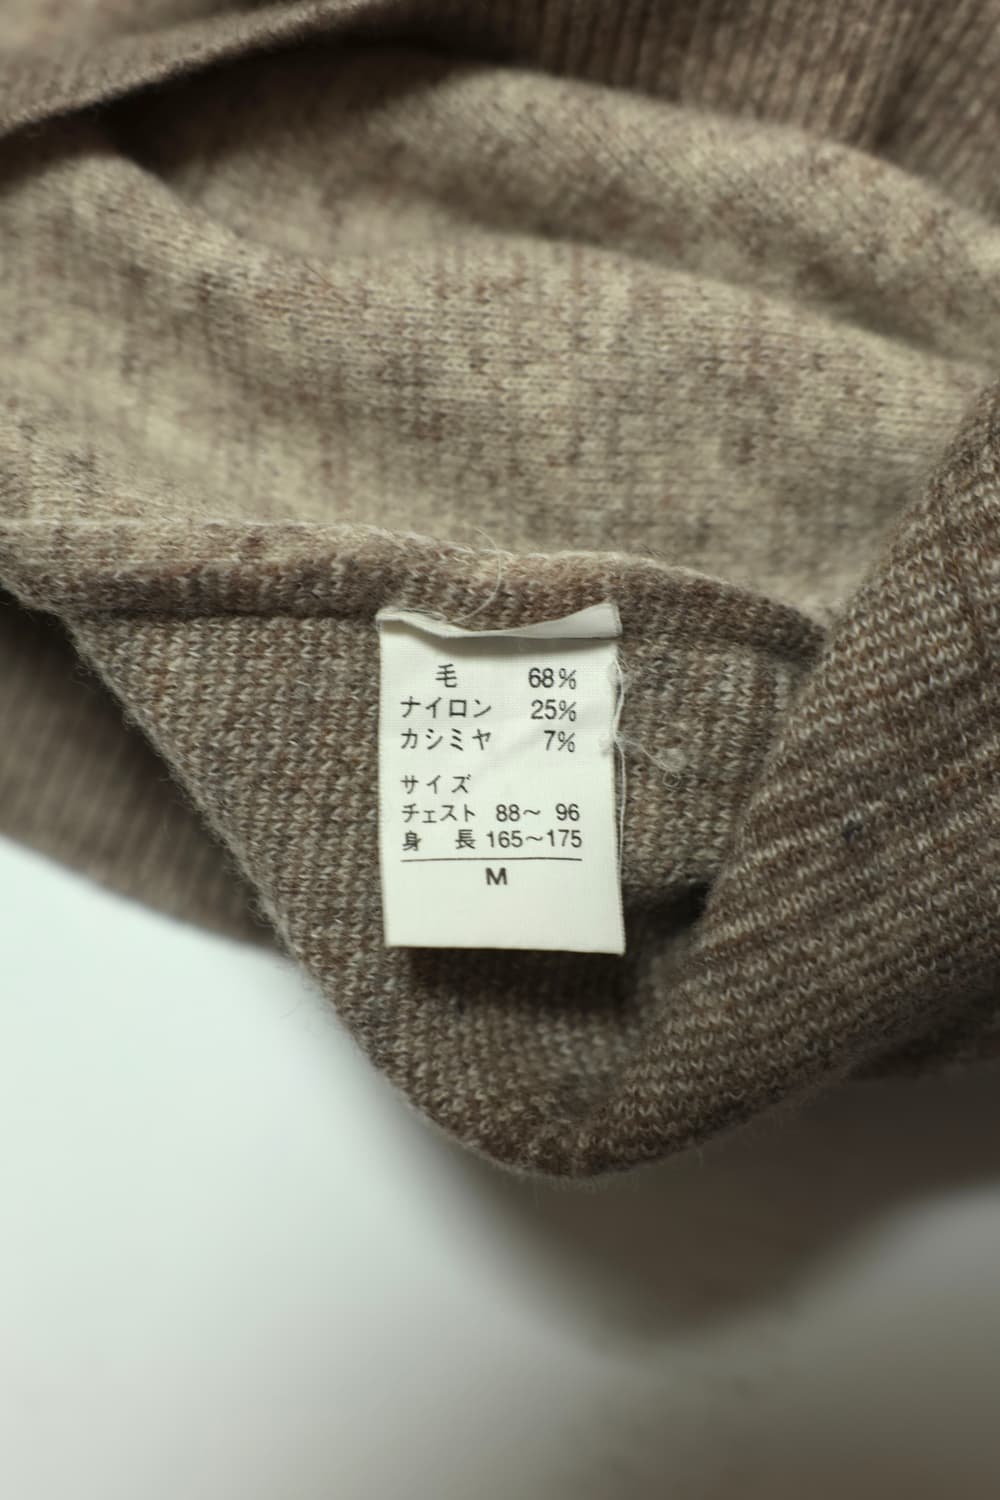 毛 68%
ナイロン 25%
カシミヤ 7%
サイズ
チェスト 88～ 96
身 長 165～175
M